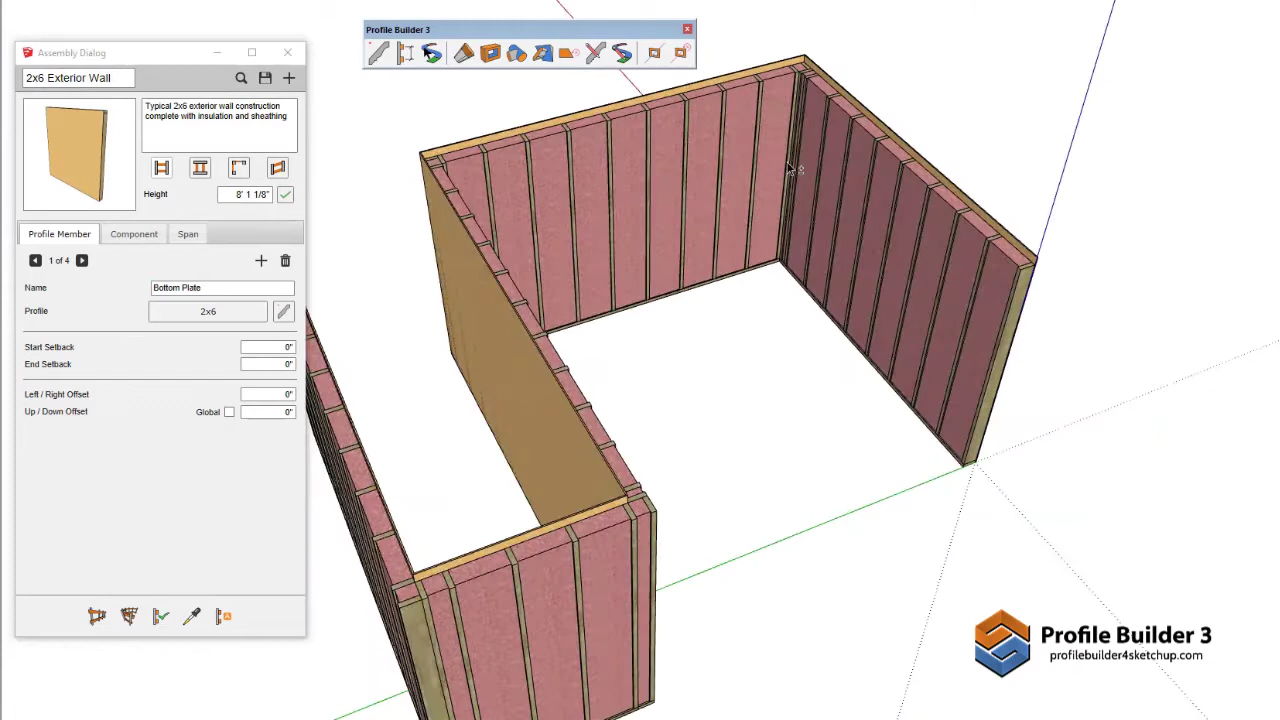 Profile Builder 3
Assembly Dialog
2x6 Exterior Wall
Typical 2x6 exterior wall construction
complete with insulation and sheathing
Height 8' 1 1/8"
Profile Member Component Span
1 of 4
Name Bottom Plate
Profile 2x6
Start Setback 0"
End Setback 0"
Left / Right Offset 0"
Up / Down Offset Global 0"
A
Profile Builder 3
profilebuilder4sketchup.com